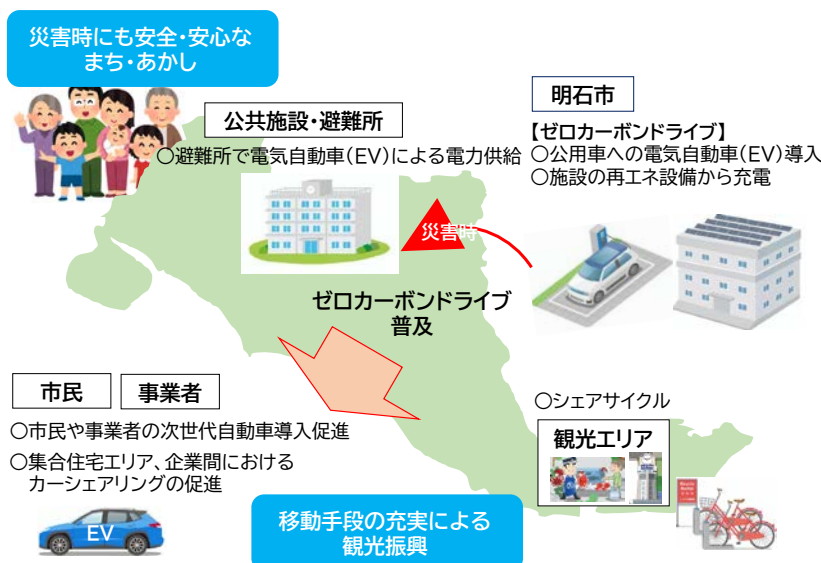 災害時にも安全・安心な
まち・あかし
公共施設・避難所
○避難所で電気自動車(EV)による電力供給
明石市
【ゼロカーボンドライブ】
○公用車への電気自動車(EV)導入
○施設の再エネ設備から充電
災害時
ゼロカーボンドライブ
普及
市民
事業者
○市民や事業者の次世代自動車導入促進
○集合住宅エリア、企業間における
カーシェアリングの促進
EV
○シェアサイクル
観光エリア
移動手段の充実による
観光振興